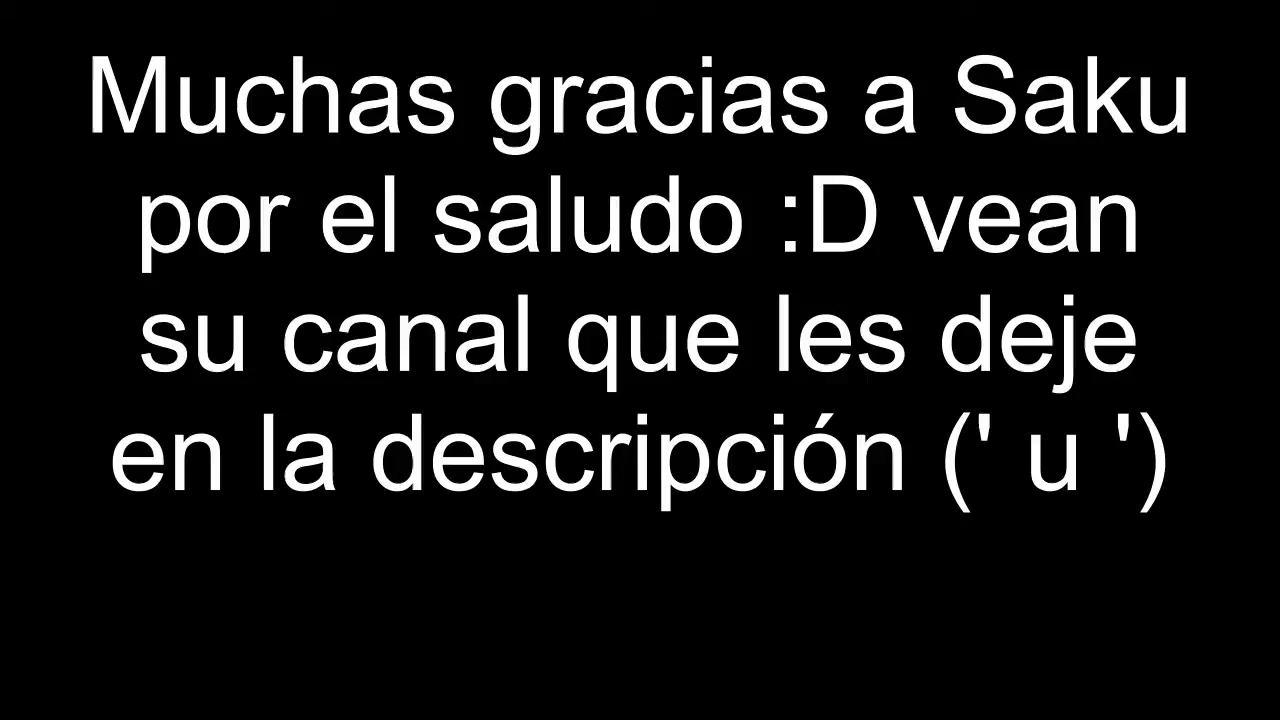 Muchas gracias a Saku
por el saludo :D vean
su canal que les deje
en la descripción (' u ')